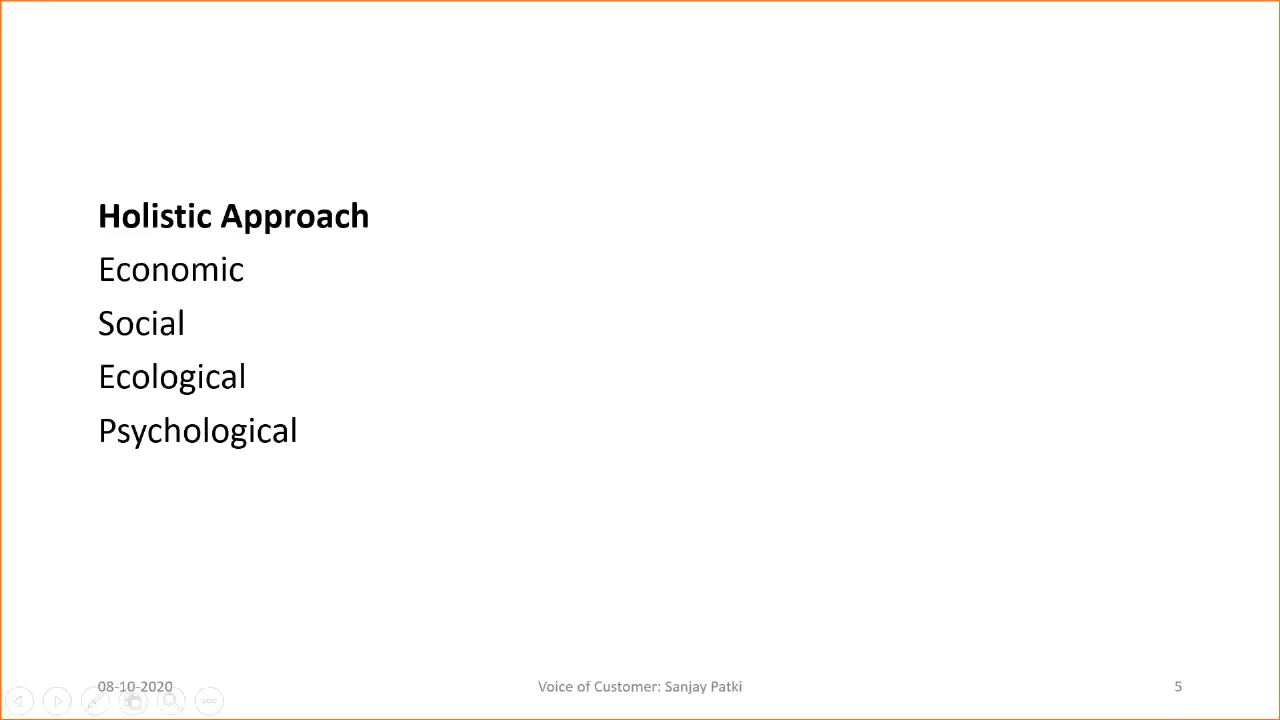 Holistic Approach
Economic
Social
Ecological
Psychological
08-10-2020
Voice of Customer: Sanjay Patki
5